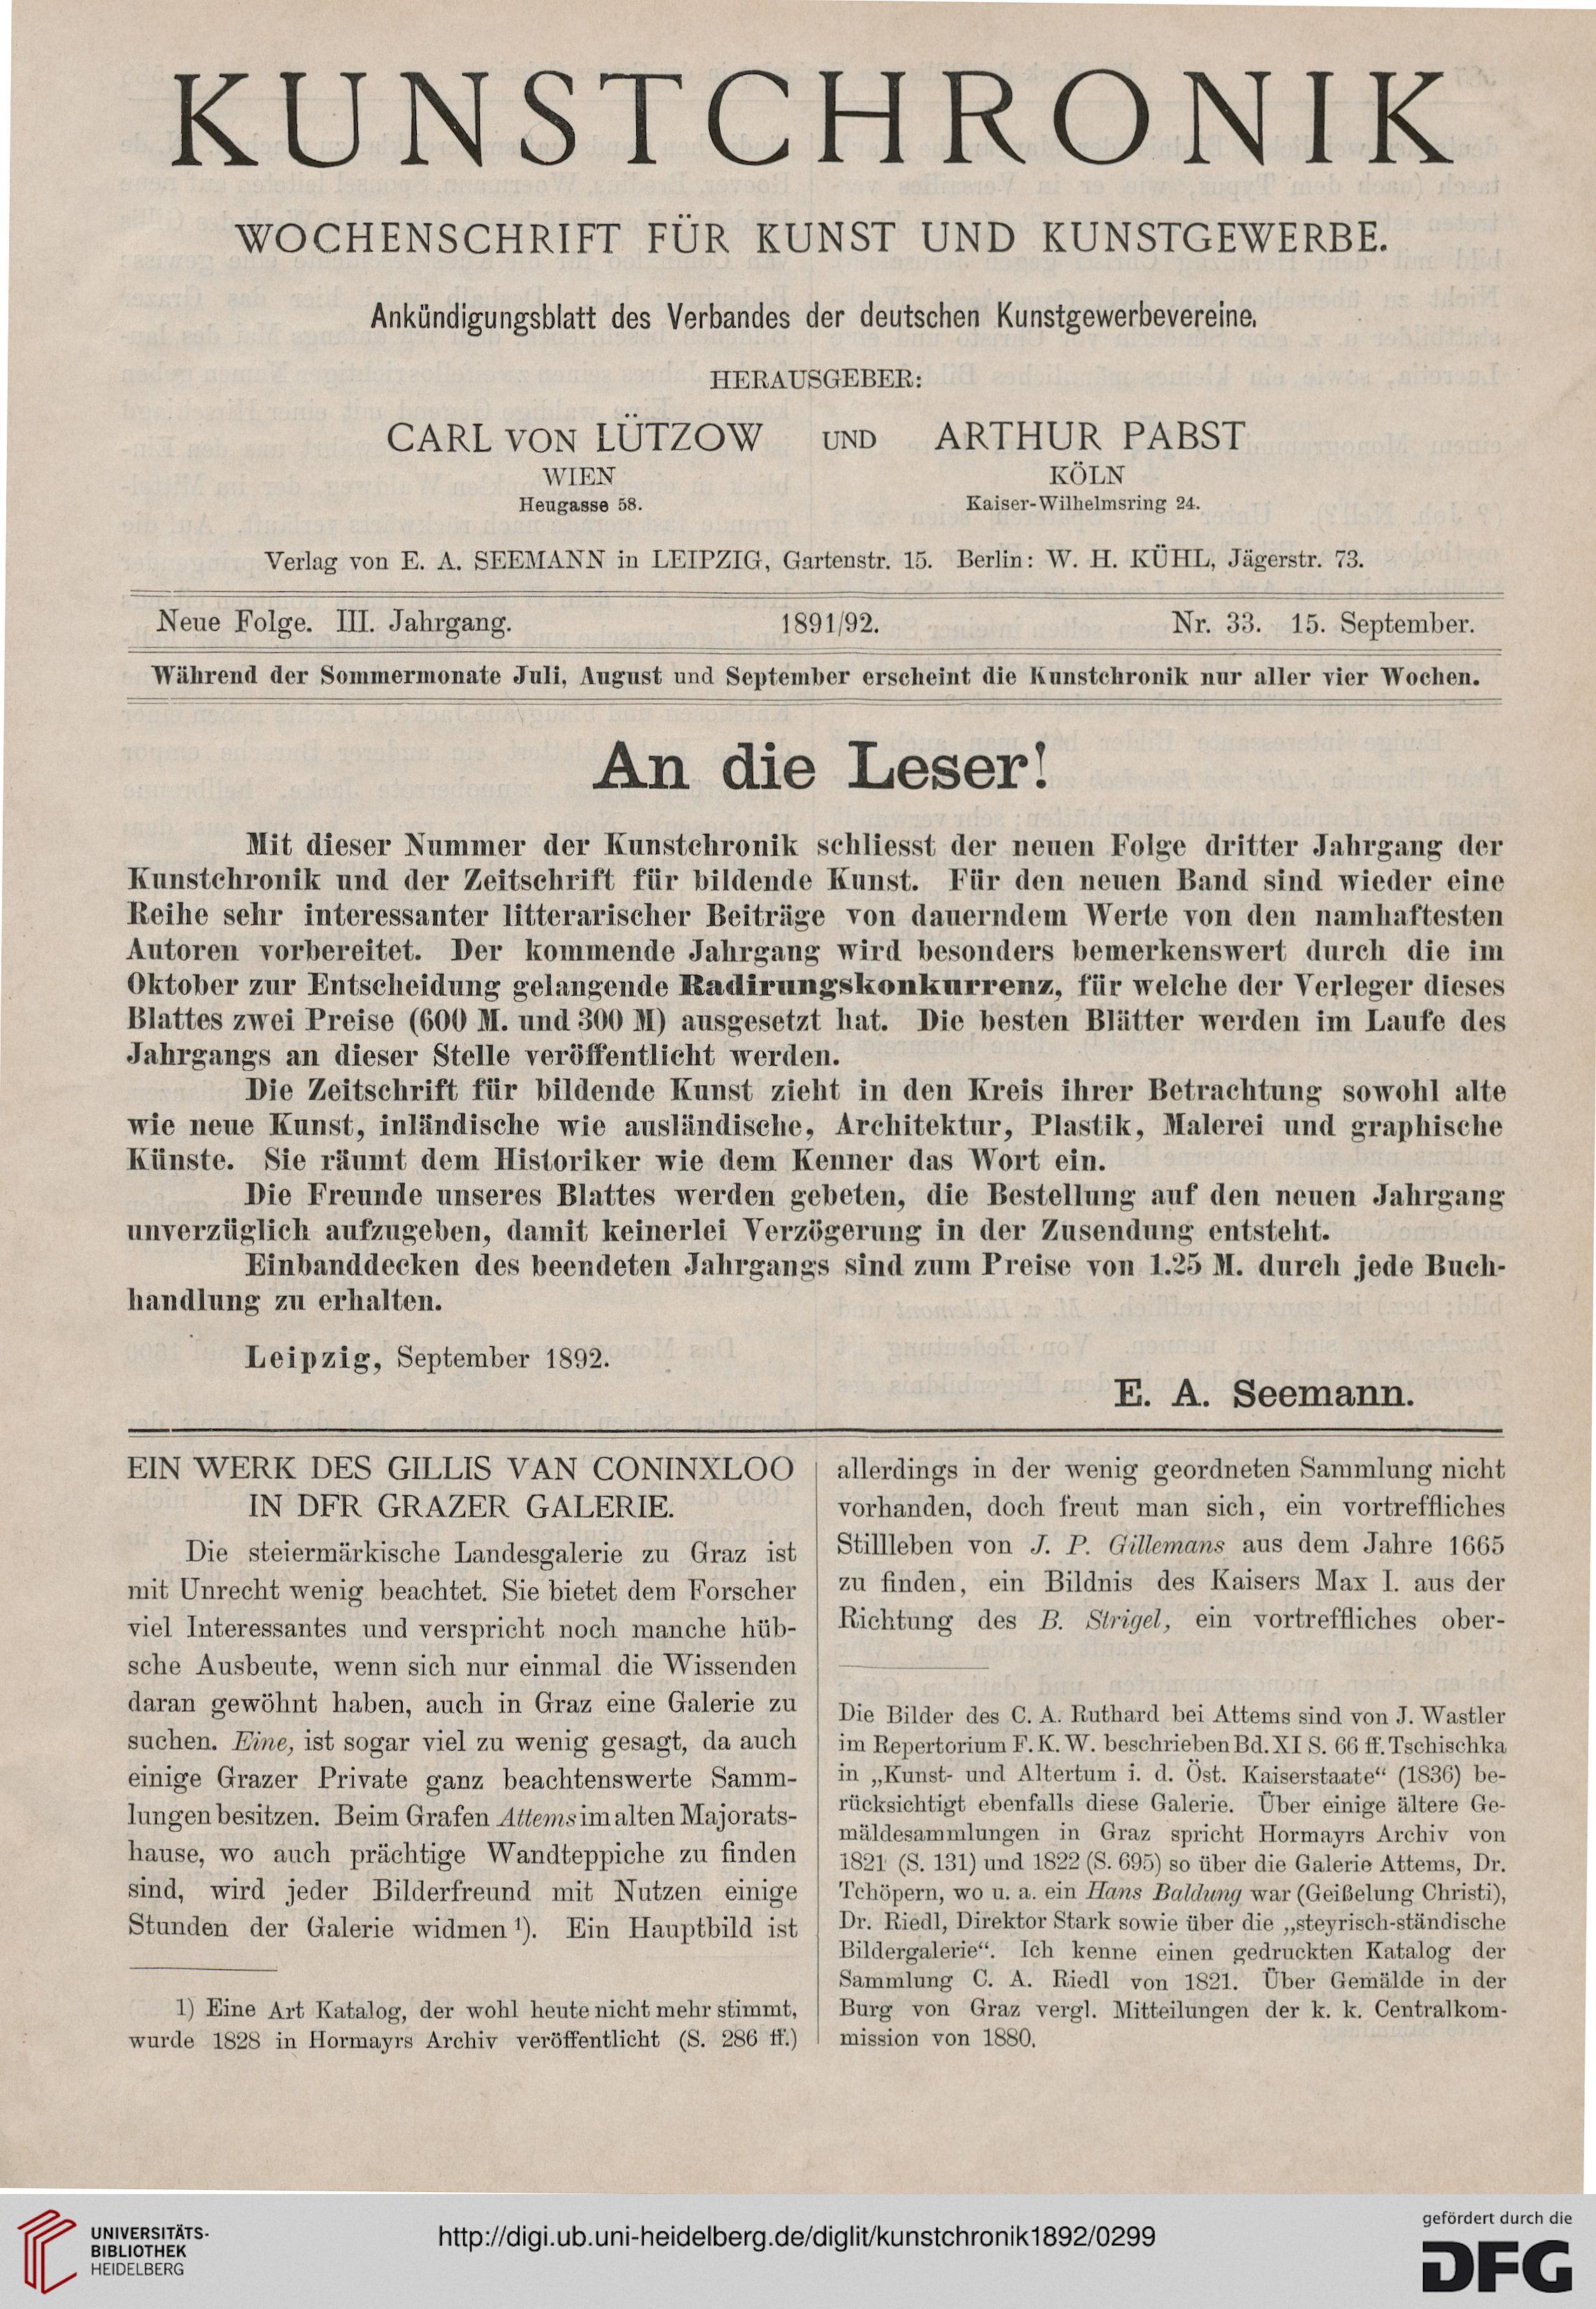 KUNSTCHRONIK
WOCHENSCHRIFT FÜR KUNST UND KUNSTGEWERBE.
Ankündigungsblatt des Verbandes der deutschen Kunstgewerbevereine.
HERAUSGEBER:
CARL VON LÜTZOW UND ARTHUR PABST
WIEN KÖLN
Heugasse 58. Kaiser-Wilhelmsring 24.
Verlag von E. A. SEEMANN in LEIPZIG, Gartenstr. 15. Berlin: W. H. KÜHL, Jägerstr. 73.
Neue Folge. III. Jahrgang. 1891/92. Nr. 33. 15. September.
Während der Sommermonate Juli, August und September erscheint die Kunstchronik nur aller vier Wochen.
An die Leser!
Mit dieser Nummer der Kunstchronik schliesst der neuen Folge dritter Jahrgang der
Kunstchronik und der Zeitschrift für bildende Kunst. Für den neuen Band sind wieder eine
Reihe sehr interessanter litterarischer Beiträge von dauerndem Werte von den namhaftesten
Autoren vorbereitet. Der kommende Jahrgang wird besonders bemerkenswert durch die im
Oktober zur Entscheidung gelangende Radirungskonkurrenz, für welche der Verleger dieses
Blattes zwei Preise (600 M. und 300 M) ausgesetzt hat. Die besten Blätter werden im Laufe des
Jahrgangs an dieser Stelle veröffentlicht werden.
Die Zeitschrift für bildende Kunst zieht in den Kreis ihrer Betrachtung sowohl alte
wie neue Kunst, inländische wie ausländische, Architektur, Plastik, Malerei und graphische
Künste. Sie räumt dem Historiker wie dem Kenner das Wort ein.
Die Freunde unseres Blattes werden gebeten, die Bestellung auf den neuen Jahrgang
unverzüglich aufzugeben, damit keinerlei Verzögerung in der Zusendung entsteht.
Einbanddecken des beendeten Jahrgangs sind zum Preise von 1.25 M. durch jede Buch-
handlung zu erhalten.
Leipzig, September 1892.
E. A. Seemann.
EIN WERK DES GILLIS VAN CONINXLOO
IN DFR GRAZER GALERIE.
Die steiermärkische Landesgalerie zu Graz ist
mit Unrecht wenig beachtet. Sie bietet dem Forscher
viel Interessantes und verspricht noch manche hüb-
sche Ausbeute, wenn sich nur einmal die Wissenden
daran gewöhnt haben, auch in Graz eine Galerie zu
suchen. Eine, ist sogar viel zu wenig gesagt, da auch
einige Grazer Private ganz beachtenswerte Samm-
lungen besitzen. Beim Grafen Attems im alten Majorats-
hause, wo auch prächtige Wandteppiche zu finden
sind, wird jeder Bilderfreund mit Nutzen einige
Stunden der Galerie widmen 1). Ein Hauptbild ist
1) Eine Art Katalog, der wohl heute nicht mehr stimmt,
wurde 1828 in Hormayrs Archiv veröffentlicht (S. 286 ff.)
allerdings in der wenig geordneten Sammlung nicht
vorhanden, doch freut man sich, ein vortreffliches
Stillleben von J. P. Gillemans aus dem Jahre 1665
zu finden, ein Bildnis des Kaisers Max I. aus der
Richtung des B. Strigel, ein vortreffliches ober-
Die Bilder des C. A. Ruthard bei Attems sind von J. Wastler
im Repertorium F. K. W. beschrieben Bd. XI S. 66 ff. Tschischka
in „Kunst- und Altertum i. d. Öst. Kaiserstaate“ (1836) be-
rücksichtigt ebenfalls diese Galerie. Über einige ältere Ge-
mäldesammlungen in Graz spricht Hormayrs Archiv von
1821 (S. 131) und 1822 (S. 695) so über die Galerie Attems, Dr.
Tchöpern, wo u. a. ein Hans Baldung war (Geißelung Christi),
Dr. Riedl, Direktor Stark sowie über die „steyrisch-ständische
Bildergalerie“. Ich kenne einen gedruckten Katalog der
Sammlung C. A. Riedl von 1821. Über Gemälde in der
Burg von Graz vergl. Mitteilungen der k. k. Centralkom-
mission von 1880.
UNIVERSITÄTS-
BIBLIOTHEK
HEIDELBERG
http://digi.ub.uni-heidelberg.de/diglit/kunstchronik1892/0299
gefördert durch die
DFG